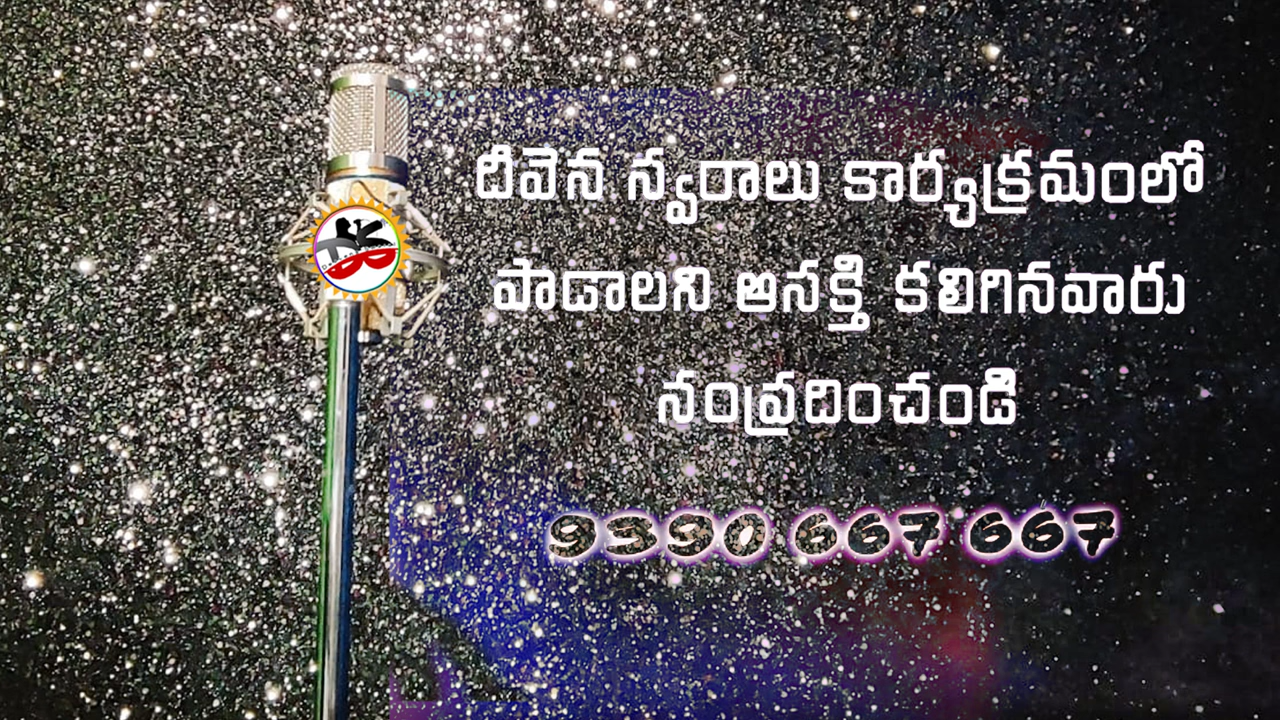 దీవెన స్వరాలు కార్యక్రమంలో
పాడాలని ఆసక్తి కలిగినవారు
సంప్రదించండి
9390 667 667